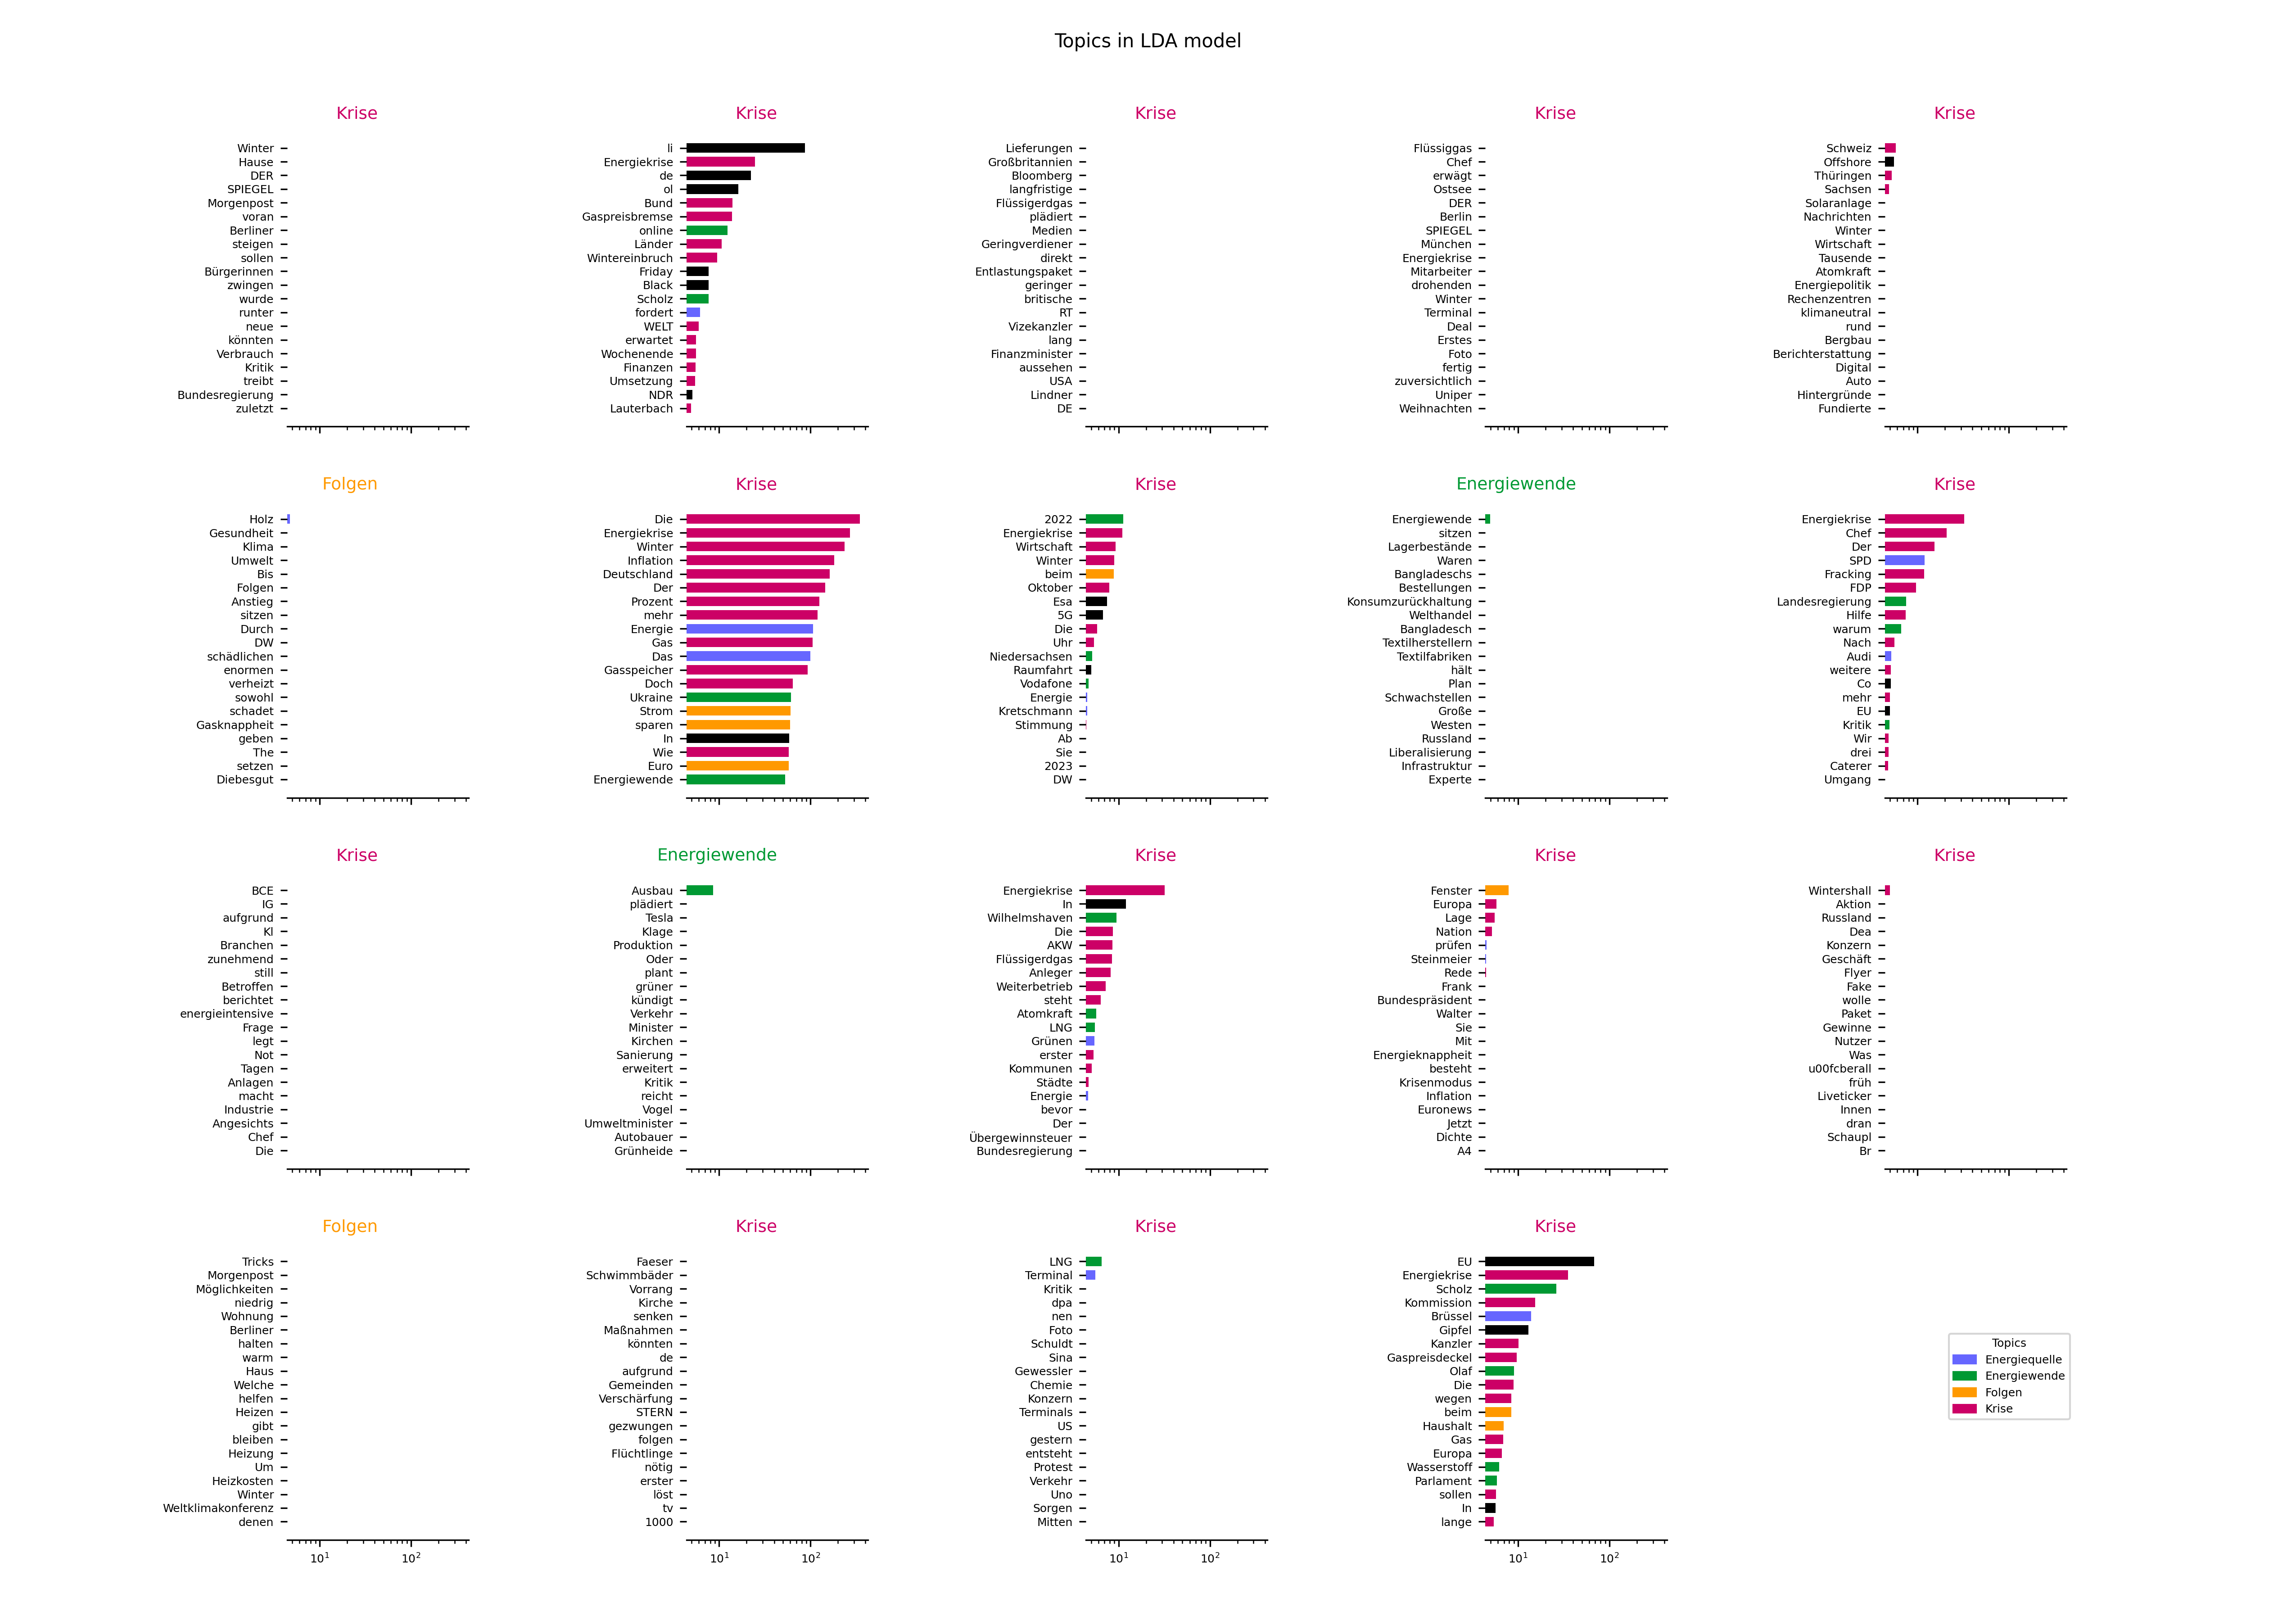 Topics in LDA model
Krise
Winter
Hause
DER
SPIEGEL
Morgenpost
voran
Berliner
steigen
sollen
Bürgerinnen
zwingen
wurde
runter
neue
könnten
Verbrauch
Kritik
treibt
Bundesregierung
zuletzt
Krise
li
Energiekrise
de
ol
Bund
Gaspreisbremse
online
Länder
Wintereinbruch
Friday
Black
Scholz
fordert
WELT
erwartet
Wochenende
Finanzen
Umsetzung
NDR
Lauterbach
Krise
Lieferungen
Großbritannien
Bloomberg
langfristige
Flüssigerdgas
plädiert
Medien
Geringverdiener
direkt
Entlastungspaket
geringer
britische
RT
Vizekanzler
lang
Finanzminister
aussehen
USA
Lindner
DE
Krise
Flüssiggas
Chef
erwägt
Ostsee
DER
Berlin
SPIEGEL
München
Energiekrise
Mitarbeiter
drohenden
Winter
Terminal
Deal
Erstes
Foto
fertig
zuversichtlich
Uniper
Weihnachten
Krise
Schweiz
Offshore
Thüringen
Sachsen
Solaranlage
Nachrichten
Winter
Wirtschaft
Tausende
Atomkraft
Energiepolitik
Rechenzentren
klimaneutral
rund
Bergbau
Berichterstattung
Digital
Auto
Hintergründe
Fundierte
Folgen
Holz
Gesundheit
Klima
Umwelt
Bis
Folgen
Anstieg
sitzen
Durch
DW
schädlichen
enormen
verheizt
sowohl
schadet
Gasknappheit
geben
The
setzen
Diebesgut
Krise
Die
Energiekrise
Winter
Inflation
Deutschland
Der
Prozent
mehr
Energie
Gas
Das
Gasspeicher
Doch
Ukraine
Strom
sparen
In
Wie
Euro
Energiewende
Krise
2022
Energiekrise
Wirtschaft
Winter
beim
Oktober
Esa
5G
Die
Uhr
Niedersachsen
Raumfahrt
Vodafone
Energie
Kretschmann
Stimmung
Ab
Sie
2023
DW
Energiewende
Energiewende
sitzen
Lagerbestände
Waren
Bangladeschs
Bestellungen
Konsumzurückhaltung
Welthandel
Bangladesch
Textilherstellern
Textilfabriken
hält
Plan
Schwachstellen
Große
Westen
Russland
Liberalisierung
Infrastruktur
Experte
Krise
Energiekrise
Chef
Der
SPD
Fracking
FDP
Landesregierung
Hilfe
warum
Nach
Audi
weitere
Co
mehr
EU
Kritik
Wir
drei
Caterer
Umgang
Krise
BCE
IG
aufgrund
KI
Branchen
zunehmend
still
Betroffen
berichtet
energieintensive
Frage
legt
Not
Tagen
Anlagen
macht
Industrie
Angesichts
Chef
Die
Energiewende
Ausbau
plädiert
Tesla
Klage
Produktion
Oder
plant
grüner
kündigt
Verkehr
Minister
Kirchen
Sanierung
erweitert
Kritik
reicht
Vogel
Umweltminister
Autobauer
Grünheide
Krise
Energiekrise
In
Wilhelmshaven
Die
AKW
Flüssigerdgas
Anleger
Weiterbetrieb
steht
Atomkraft
LNG
Grünen
erster
Kommunen
Städte
Energie
bevor
Der
Übergewinnsteuer
Bundesregierung
Krise
Fenster
Europa
Lage
Nation
prüfen
Steinmeier
Rede
Frank
Bundespräsident
Walter
Sie
Mit
Energieknappheit
besteht
Krisenmodus
Inflation
Euronews
Jetzt
Dichte
A4
Krise
Wintershall
Aktion
Russland
Dea
Konzern
Geschäft
Flyer
Fake
wolle
Paket
Gewinne
Nutzer
Was
u00fcberall
früh
Liveticker
Innen
dran
Schaupl
Br
Folgen
Tricks
Morgenpost
Möglichkeiten
niedrig
Wohnung
Berliner
halten
warm
Haus
Welche
helfen
Heizen
gibt
bleiben
Heizung
Um
Heizkosten
Winter
Weltklimakonferenz
denen
10¹ 10²
Krise
Faeser
Schwimmbäder
Vorrang
Kirche
senken
Maßnahmen
könnten
de
aufgrund
Gemeinden
Verschärfung
STERN
gezwungen
folgen
Flüchtlinge
nötig
erster
löst
tv
1000
10¹ 10²
Krise
LNG
Terminal
Kritik
dpa
nen
Foto
Schuldt
Sina
Gewessler
Chemie
Konzern
Terminals
US
gestern
entsteht
Protest
Verkehr
Uno
Sorgen
Mitten
10¹ 10²
Krise
EU
Energiekrise
Scholz
Kommission
Brüssel
Gipfel
Kanzler
Gaspreisdeckel
Olaf
Die
wegen
beim
Haushalt
Gas
Europa
Wasserstoff
Parlament
sollen
In
lange
10¹ 10²
Topics
Energiequelle
Energiewende
Folgen
Krise